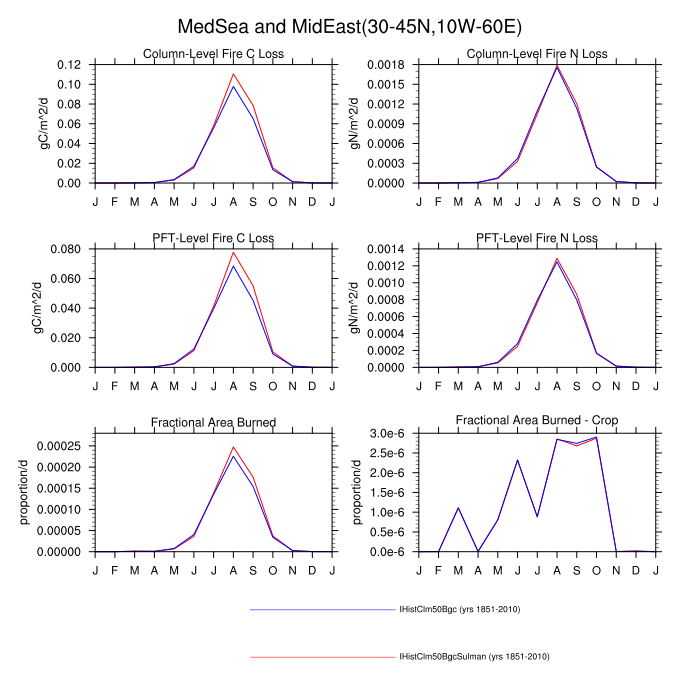 MedSea and MidEast(30-45N,10W-60E)
Column-Level Fire C Loss
gC/m^2/d
0.12
0.10
0.08
0.06
0.04
0.02
0.00
J F M A M J J A S O N D J
Column-Level Fire N Loss
gN/m^2/d
0.0018
0.0015
0.0012
0.0009
0.0006
0.0003
0.0000
J F M A M J J A S O N D J
PFT-Level Fire C Loss
gC/m^2/d
0.080
0.060
0.040
0.020
0.000
J F M A M J J A S O N D J
PFT-Level Fire N Loss
gN/m^2/d
0.0014
0.0012
0.0010
0.0008
0.0006
0.0004
0.0002
0.0000
J F M A M J J A S O N D J
Fractional Area Burned
proportion/d
0.00025
0.00020
0.00015
0.00010
0.00005
0.00000
J F M A M J J A S O N D J
Fractional Area Burned - Crop
proportion/d
3.0e-6
2.5e-6
2.0e-6
1.5e-6
1.0e-6
0.5e-6
0.0e-6
J F M A M J J A S O N D J
IHistClm50Bgc (yrs 1851-2010)
IHistClm50BgcSulman (yrs 1851-2010)